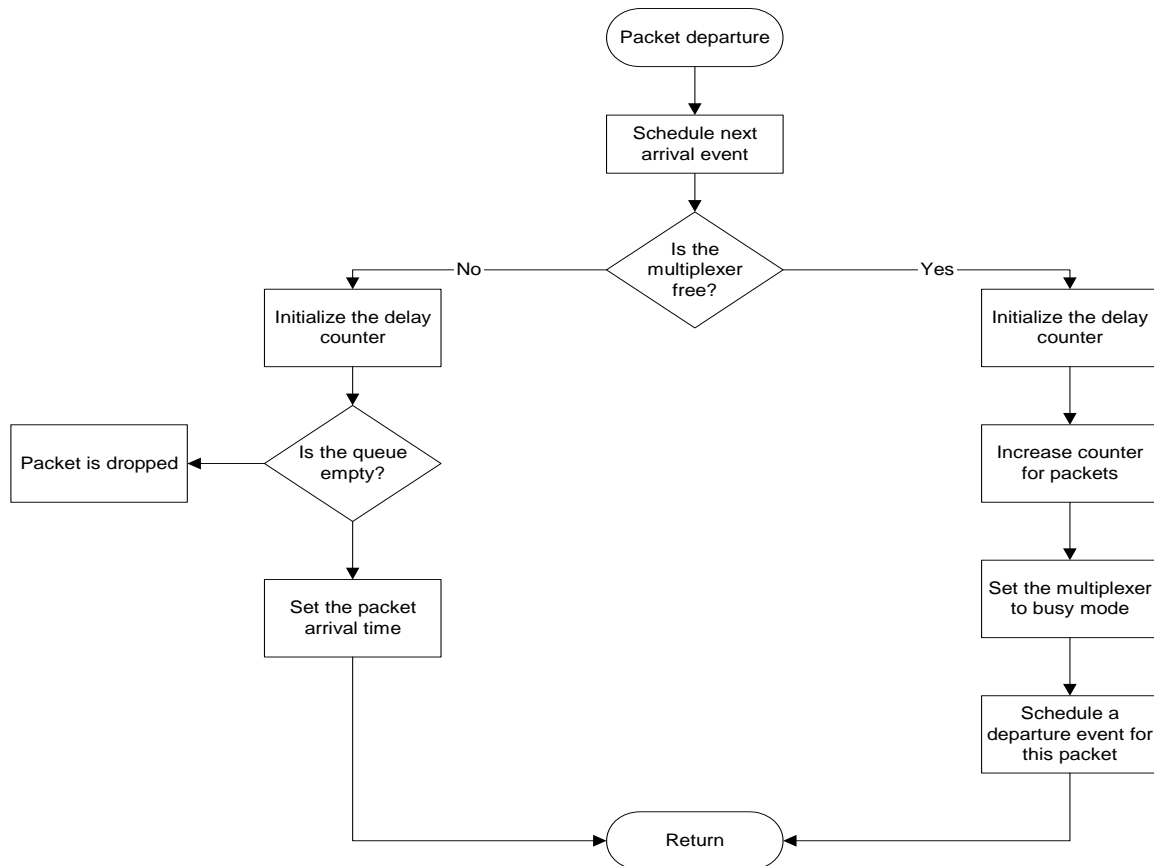 Packet departure
Schedule next
arrival event
Is the
multiplexer
free?
No
Yes
Initialize the delay
counter
Initialize the delay
counter
Is the queue
empty?
Packet is dropped
Increase counter
for packets
Set the packet
arrival time
Set the multiplexer
to busy mode
Schedule a
departure event for
this packet
Return